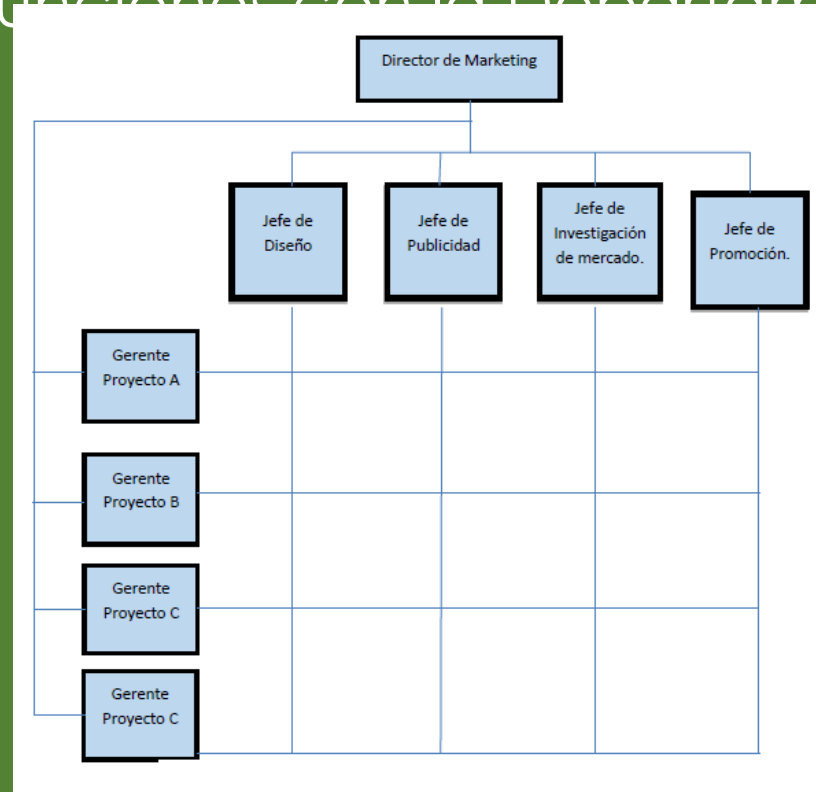 Director de Marketing
Jefe de
Diseño
Jefe de
Publicidad
Jefe de
Investigación
de mercado.
Jefe de
Promoción.
Gerente
Proyecto A
Gerente
Proyecto B
Gerente
Proyecto C
Gerente
Proyecto C